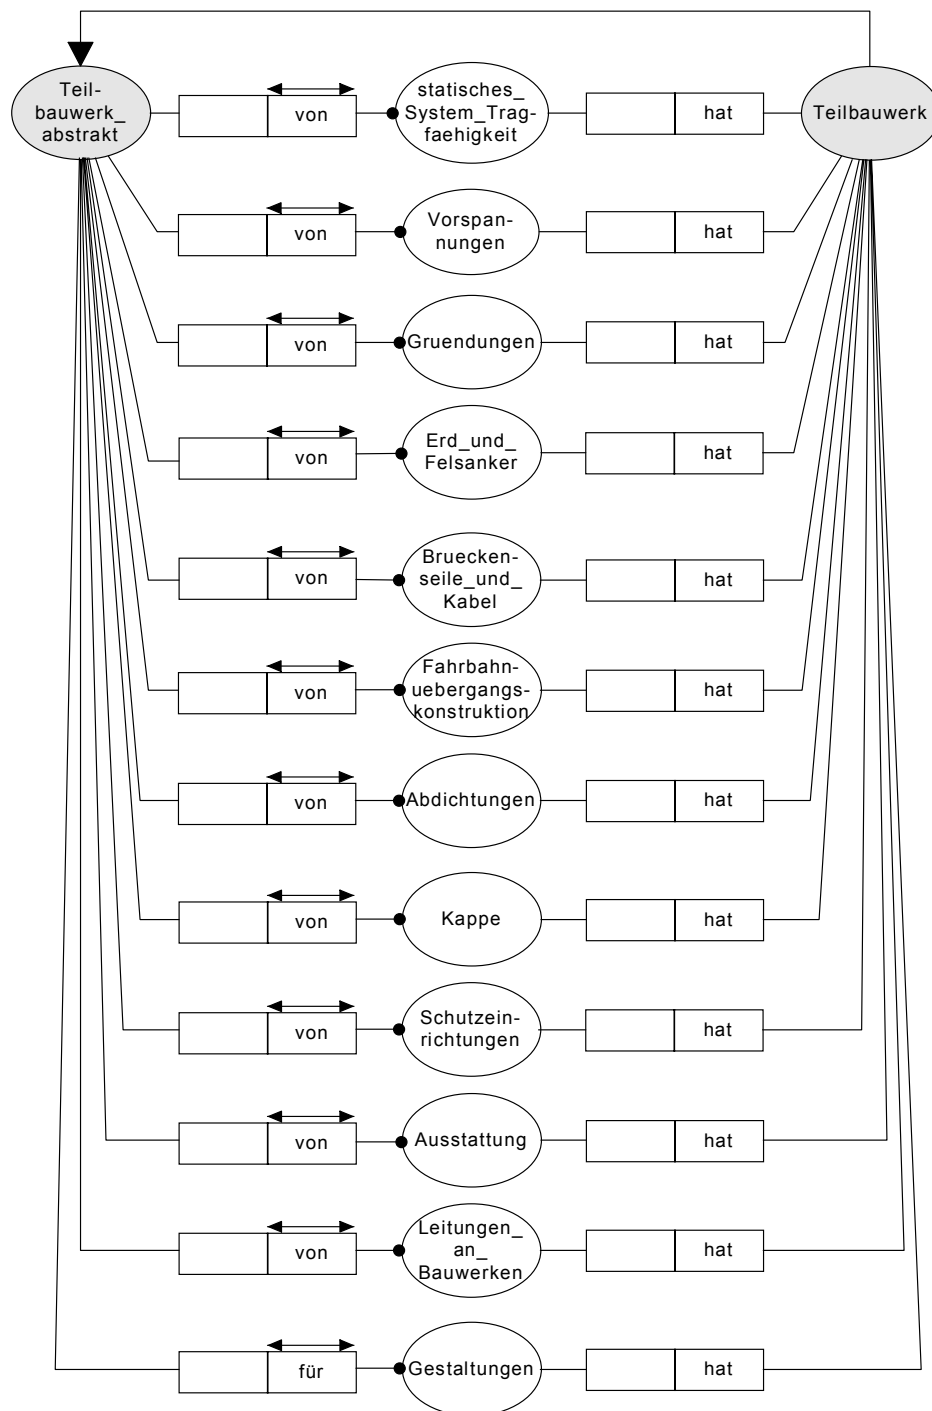 Teil-
bauwerk_
abstrakt
von
statisches_
System_Trag-
faehigkeit
hat
Teilbauwerk
von
Vorspan-
nungen
hat
von
Gruendungen
hat
von
Erd_und_
Felsanker
hat
von
Bruecken-
seile_und_
Kabel
hat
von
Fahrbahn-
uebergangs-
konstruktion
hat
von
Abdichtungen
hat
von
Kappe
hat
von
Schutzein-
richtungen
hat
von
Ausstattung
hat
von
Leitungen_
an_
Bauwerken
hat
für
Gestaltungen
hat